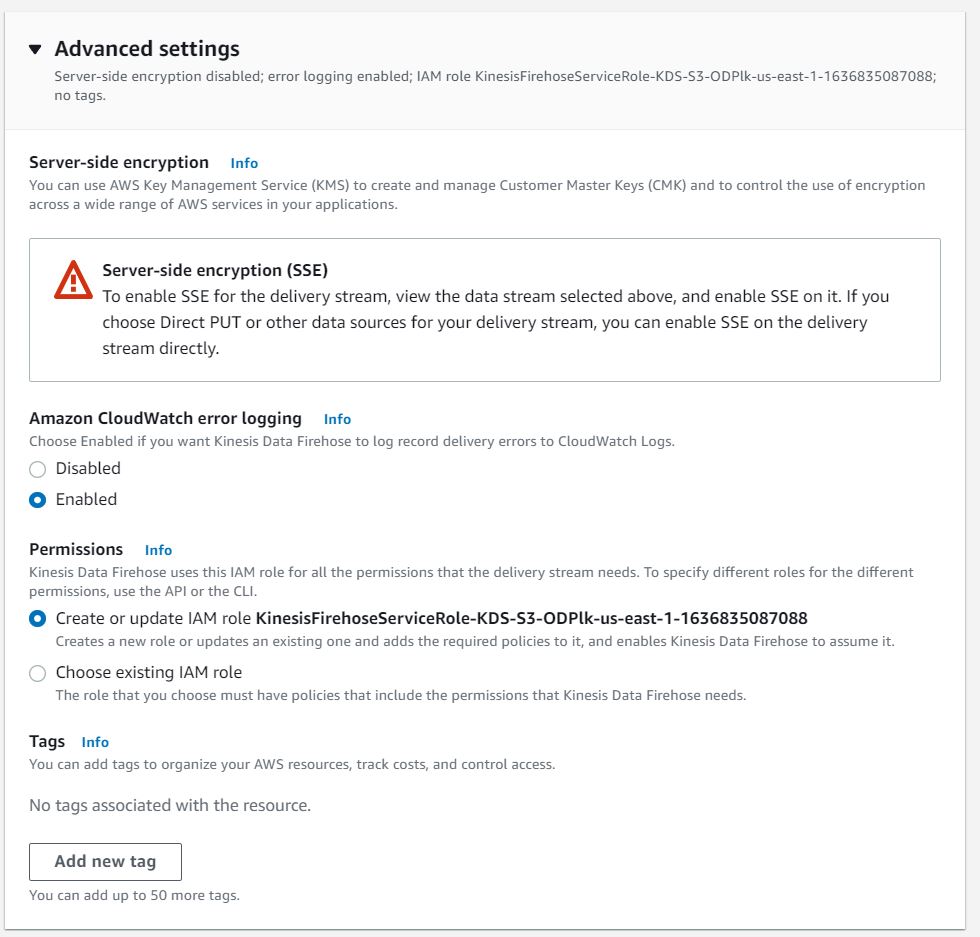 Advanced settings
Server-side encryption disabled; error logging enabled; IAM role KinesisFirehoseServiceRole-KDS-S3-ODPlk-us-east-1-1636835087088;
no tags.
Server-side encryption Info
You can use AWS Key Management Service (KMS) to create and manage Customer Master Keys (CMK) and to control the use of encryption
across a wide range of AWS services in your applications.
Server-side encryption (SSE)
To enable SSE for the delivery stream, view the data stream selected above, and enable SSE on it. If you
choose Direct PUT or other data sources for your delivery stream, you can enable SSE on the delivery
stream directly.
Amazon CloudWatch error logging Info
Choose Enabled if you want Kinesis Data Firehose to log record delivery errors to CloudWatch Logs.
Disabled
Enabled
Permissions Info
Kinesis Data Firehose uses this IAM role for all the permissions that the delivery stream needs. To specify different roles for the different
permissions, use the API or the CLI.
Create or update IAM role KinesisFirehoseServiceRole-KDS-S3-ODPlk-us-east-1-1636835087088
Creates a new role or updates an existing one and adds the required policies to it, and enables Kinesis Data Firehose to assume it.
Choose existing IAM role
The role that you choose must have policies that include the permissions that Kinesis Data Firehose needs.
Tags Info
You can add tags to organize your AWS resources, track costs, and control access.
No tags associated with the resource.
Add new tag
You can add up to 50 more tags.